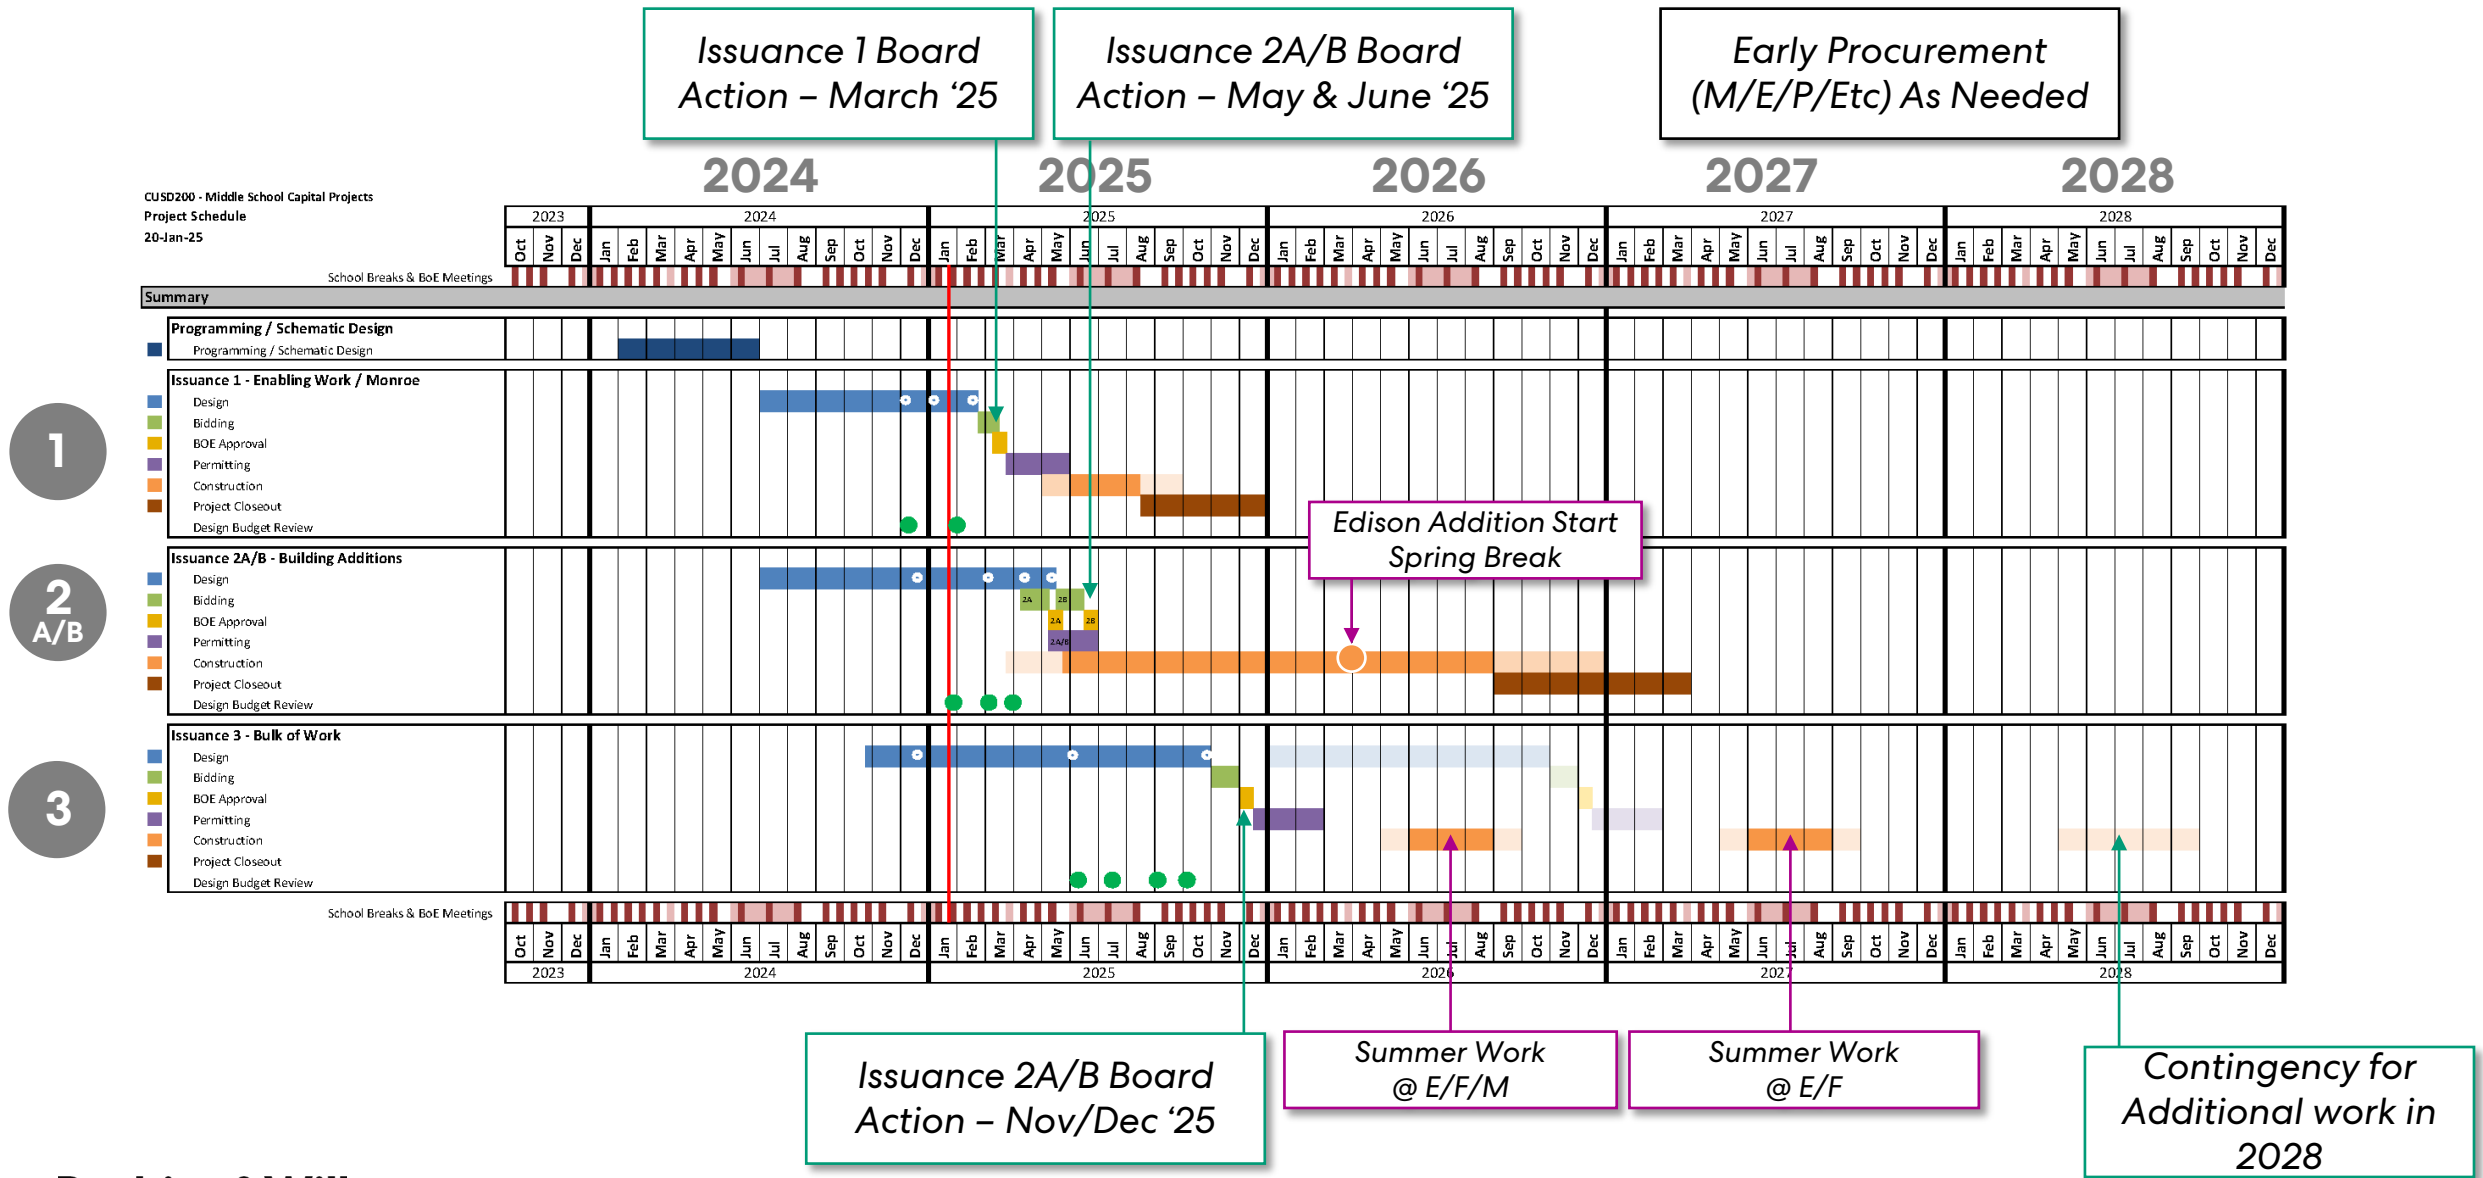 Issuance 1 Board
Action – March ‘25
Issuance 2A/B Board
Action – May & June ‘25
Early Procurement
(M/E/P/Etc) As Needed
2024 2025 2026 2027 2028
CUSD200 - Middle School Capital Projects
Project Schedule
20-Jan-25
2023 2024 2025 2026 2027 2028
Oct Nov Dec Jan Feb Mar Apr May Jun Jul Aug Sep Oct Nov Dec Jan Feb Mar Apr May Jun Jul Aug Sep Oct Nov Dec Jan Feb Mar Apr May Jun Jul Aug Sep Oct Nov Dec Jan Feb Mar Apr May Jun Jul Aug Sep Oct Nov Dec Jan Feb Mar Apr May Jun Jul Aug Sep Oct Nov Dec
School Breaks & BoE Meetings
Summary
Programming / Schematic Design
Programming / Schematic Design
1
Issuance 1 - Enabling Work / Monroe
Design
Bidding
BOE Approval
Permitting
Construction
Project Closeout
Design Budget Review
Edison Addition Start
Spring Break
2
A/B
Issuance 2A/B - Building Additions
Design
Bidding 2A 2B
BOE Approval 2A 2B
Permitting 2A/B
Construction
Project Closeout
Design Budget Review
3
Issuance 3 - Bulk of Work
Design
Bidding
BOE Approval
Permitting
Construction
Project Closeout
Design Budget Review
School Breaks & BoE Meetings
Oct Nov Dec Jan Feb Mar Apr May Jun Jul Aug Sep Oct Nov Dec Jan Feb Mar Apr May Jun Jul Aug Sep Oct Nov Dec Jan Feb Mar Apr May Jun Jul Aug Sep Oct Nov Dec Jan Feb Mar Apr May Jun Jul Aug Sep Oct Nov Dec Jan Feb Mar Apr May Jun Jul Aug Sep Oct Nov Dec
2023 2024 2025 2026 2027 2028
Issuance 2A/B Board
Action – Nov/Dec ‘25
Summer Work
@ E/F/M
Summer Work
@ E/F
Contingency for
Additional work in
2028